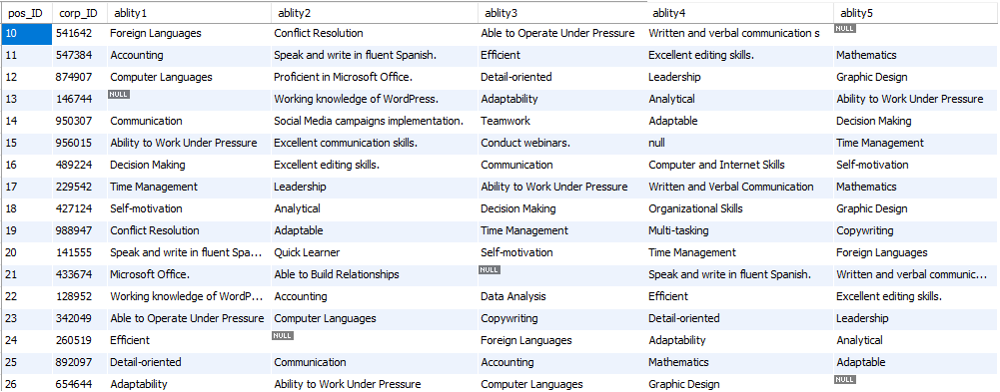 pos_ID corp_ID ablity1 ablity2 ablity3 ablity4 ablity5
10 541642 Foreign Languages Conflict Resolution Able to Operate Under Pressure Written and verbal communication s NULL
11 547384 Accounting Speak and write in fluent Spanish. Efficient Excellent editing skills. Mathematics
12 874907 Computer Languages Proficient in Microsoft Office. Detail-oriented Leadership Graphic Design
13 146744 NULL Working knowledge of WordPress. Adaptability Analytical Ability to Work Under Pressure
14 950307 Communication Social Media campaigns implementation. Teamwork Adaptable Decision Making
15 956015 Ability to Work Under Pressure Excellent communication skills. Conduct webinars. null Time Management
16 489224 Decision Making Excellent editing skills. Communication Computer and Internet Skills Self-motivation
17 229542 Time Management Leadership Ability to Work Under Pressure Written and Verbal Communication Mathematics
18 427124 Self-motivation Analytical Decision Making Organizational Skills Graphic Design
19 988947 Conflict Resolution Adaptable Time Management Multi-tasking Copywriting
20 141555 Speak and write in fluent Spa... Quick Learner Self-motivation Time Management Foreign Languages
21 433674 Microsoft Office. Able to Build Relationships NULL Speak and write in fluent Spanish. Written and verbal communic...
22 128952 Working knowledge of WordP... Accounting Data Analysis Efficient Excellent editing skills.
23 342049 Able to Operate Under Pressure Computer Languages Copywriting Detail-oriented Leadership
24 260519 Efficient NULL Foreign Languages Adaptability Analytical
25 892097 Detail-oriented Communication Accounting Mathematics Adaptable
26 654644 Adaptability Ability to Work Under Pressure Computer Languages Graphic Design NULL